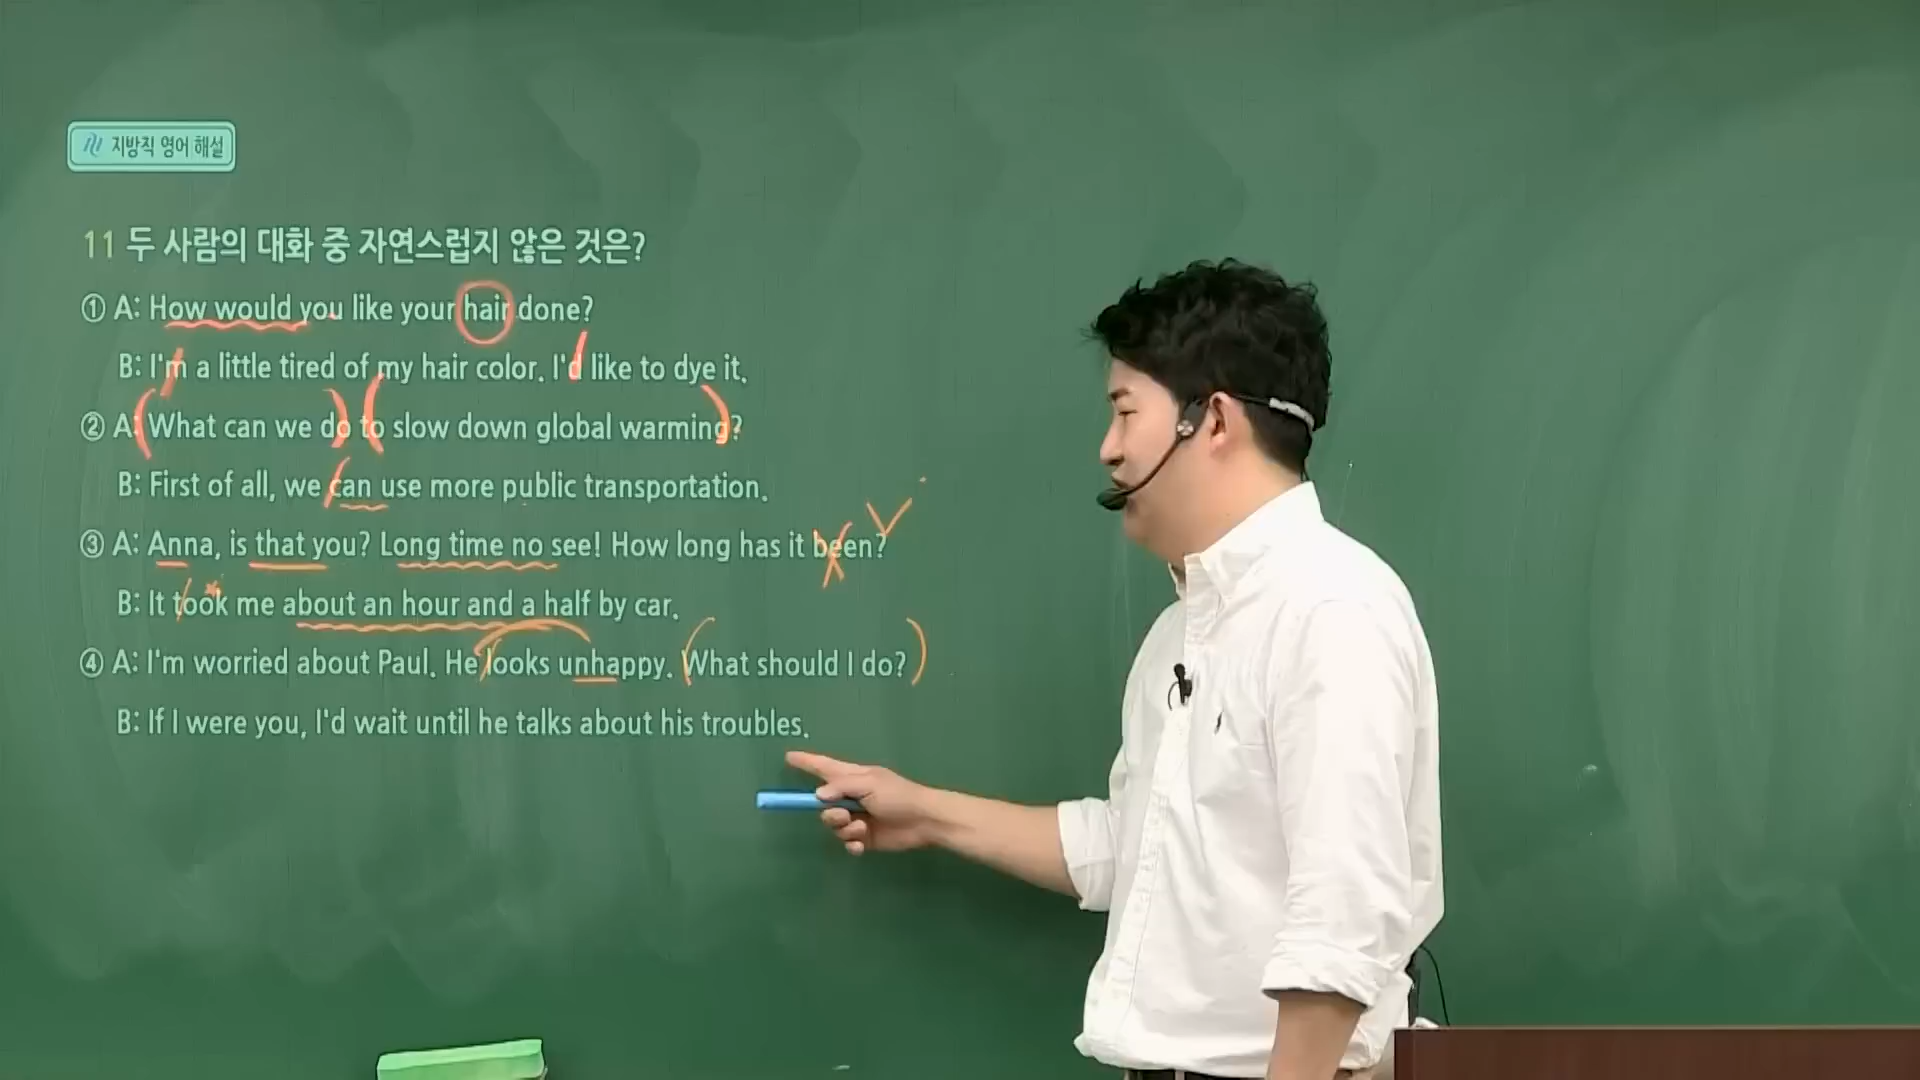 지방직 영어 해설
11 두 사람의 대화 중 자연스럽지 않은 것은?
① A: How would you like your hair done?
B: I'm a little tired of my hair color. I'd like to dye it.
② A: What can we do to slow down global warming?
B: First of all, we can use more public transportation.
③ A: Anna, is that you? Long time no see! How long has it been?
B: It took me about an hour and a half by car.
④ A: I'm worried about Paul. He looks unhappy. What should I do?
B: If I were you, I'd wait until he talks about his troubles.